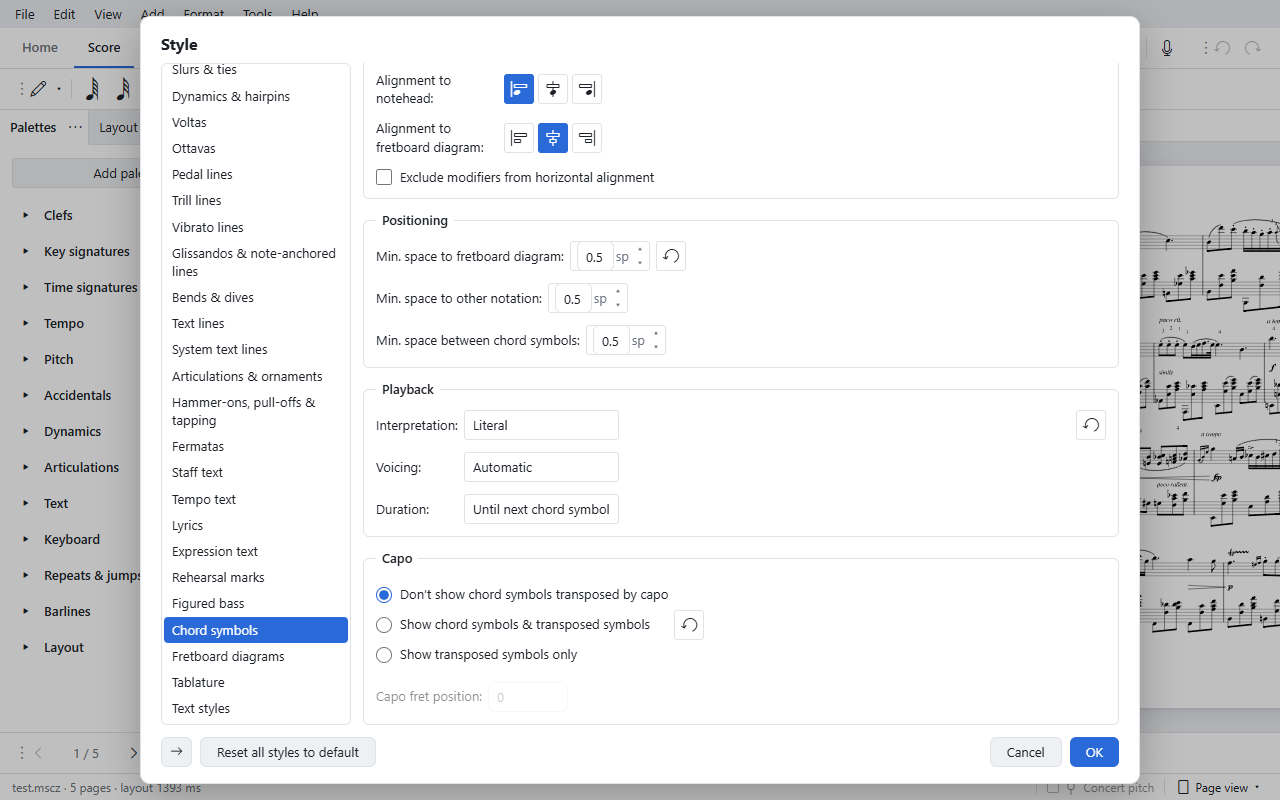 File Edit View Add Format Tools Help
Style
Home Score
Palettes ··· Layout
Clefs
Key signatures
Time signatures
Tempo
Pitch
Accidentals
Dynamics
Articulations
Text
Keyboard
Repeats & jumps
Barlines
Layout
1 / 5
Slurs & ties
Dynamics & hairpins
Voltas
Ottavas
Pedal lines
Trill lines
Vibrato lines
Glissandos & note-anchored
lines
Bends & dives
Text lines
System text lines
Articulations & ornaments
Hammer-ons, pull-offs &
tapping
Fermatas
Staff text
Tempo text
Lyrics
Expression text
Rehearsal marks
Figured bass
Chord symbols
Fretboard diagrams
Tablature
Text styles
Alignment to
notehead:
Alignment to
fretboard diagram:
Exclude modifiers from horizontal alignment
Positioning
Min. space to fretboard diagram: 0.5 sp
Min. space to other notation: 0.5 sp
Min. space between chord symbols: 0.5 sp
Playback
Interpretation: Literal
Voicing: Automatic
Duration: Until next chord symbol
Capo
Don't show chord symbols transposed by capo
Show chord symbols & transposed symbols
Show transposed symbols only
Capo fret position: 0
Reset all styles to default Cancel OK
poco rit.
simile
a tempo
poco rallent.
test.mscz · 5 pages · layout 1393 ms Concert pitch Page view